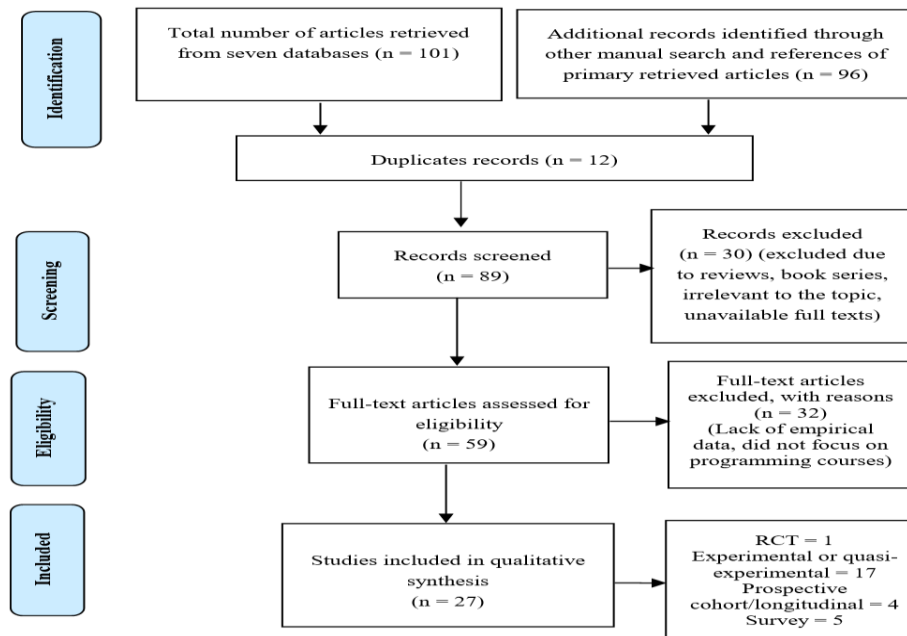 Identification
Total number of articles retrieved
from seven databases (n = 101)
Additional records identified through
other manual search and references of
primary retrieved articles (n = 96)
Duplicates records (n = 12)
Screening
Records screened
(n = 89)
Records excluded
(n = 30) (excluded due
to reviews, book series,
irrelevant to the topic,
unavailable full texts)
Eligibility
Full-text articles assessed for
eligibility
(n = 59)
Full-text articles
excluded, with reasons
(n = 32)
(Lack of empirical
data, did not focus on
programming courses)
Included
Studies included in qualitative
synthesis
(n = 27)
RCT = 1
Experimental or quasi-
experimental = 17
Prospective
cohort/longitudinal = 4
Survey = 5